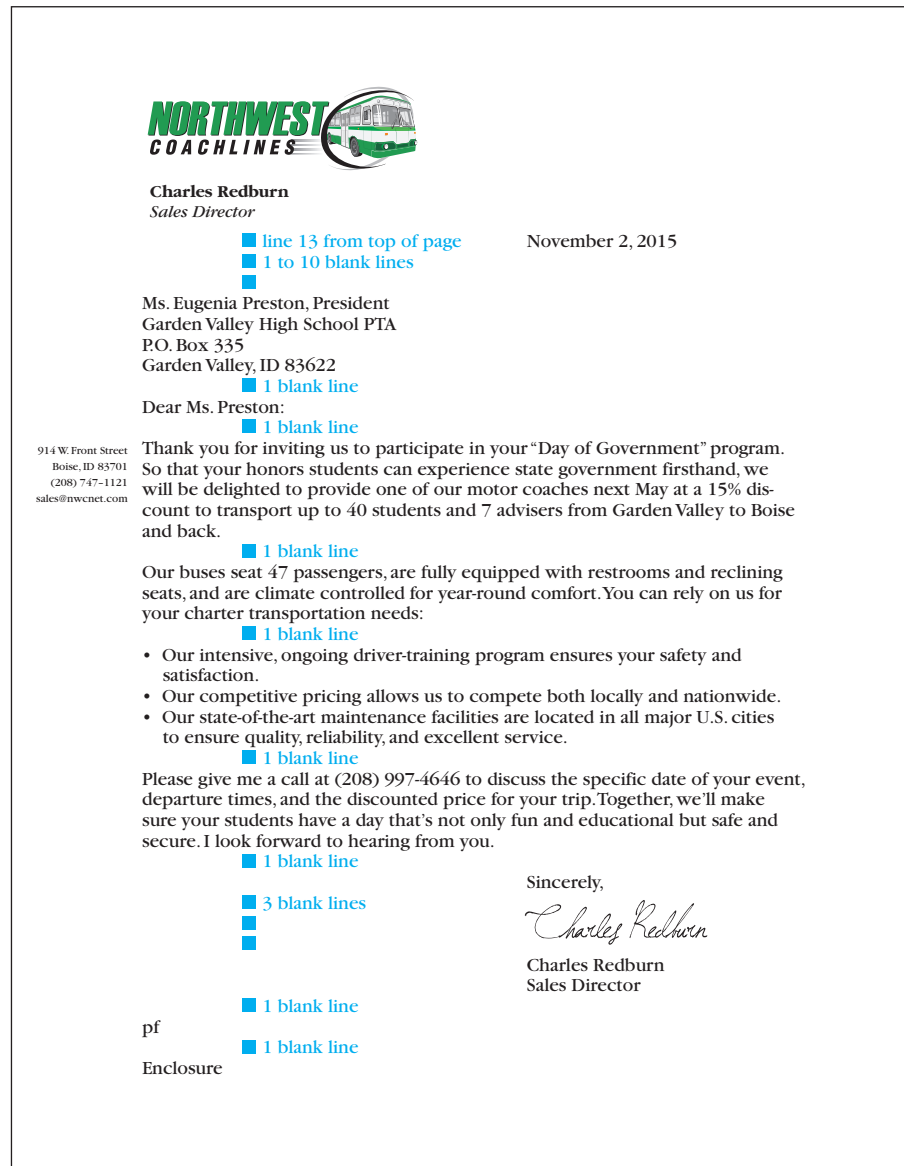 NORTHWEST
COACHLINES
Charles Redburn
Sales Director
line 13 from top of page November 2, 2015
1 to 10 blank lines
Ms. Eugenia Preston, President
Garden Valley High School PTA
P.O. Box 335
Garden Valley, ID 83622
1 blank line
Dear Ms. Preston:
1 blank line
914 W. Front Street
Boise, ID 83701
(208) 747–1121
sales@nwcnet.com
Thank you for inviting us to participate in your “Day of Government” program.
So that your honors students can experience state government firsthand, we
will be delighted to provide one of our motor coaches next May at a 15% dis-
count to transport up to 40 students and 7 advisers from Garden Valley to Boise
and back.
1 blank line
Our buses seat 47 passengers, are fully equipped with restrooms and reclining
seats, and are climate controlled for year-round comfort. You can rely on us for
your charter transportation needs:
1 blank line
• Our intensive, ongoing driver-training program ensures your safety and
satisfaction.
• Our competitive pricing allows us to compete both locally and nationwide.
• Our state-of-the-art maintenance facilities are located in all major U.S. cities
to ensure quality, reliability, and excellent service.
1 blank line
Please give me a call at (208) 997-4646 to discuss the specific date of your event,
departure times, and the discounted price for your trip. Together, we’ll make
sure your students have a day that’s not only fun and educational but safe and
secure. I look forward to hearing from you.
1 blank line
Sincerely,
3 blank lines
Charles Redburn
Charles Redburn
Sales Director
1 blank line
pf
1 blank line
Enclosure